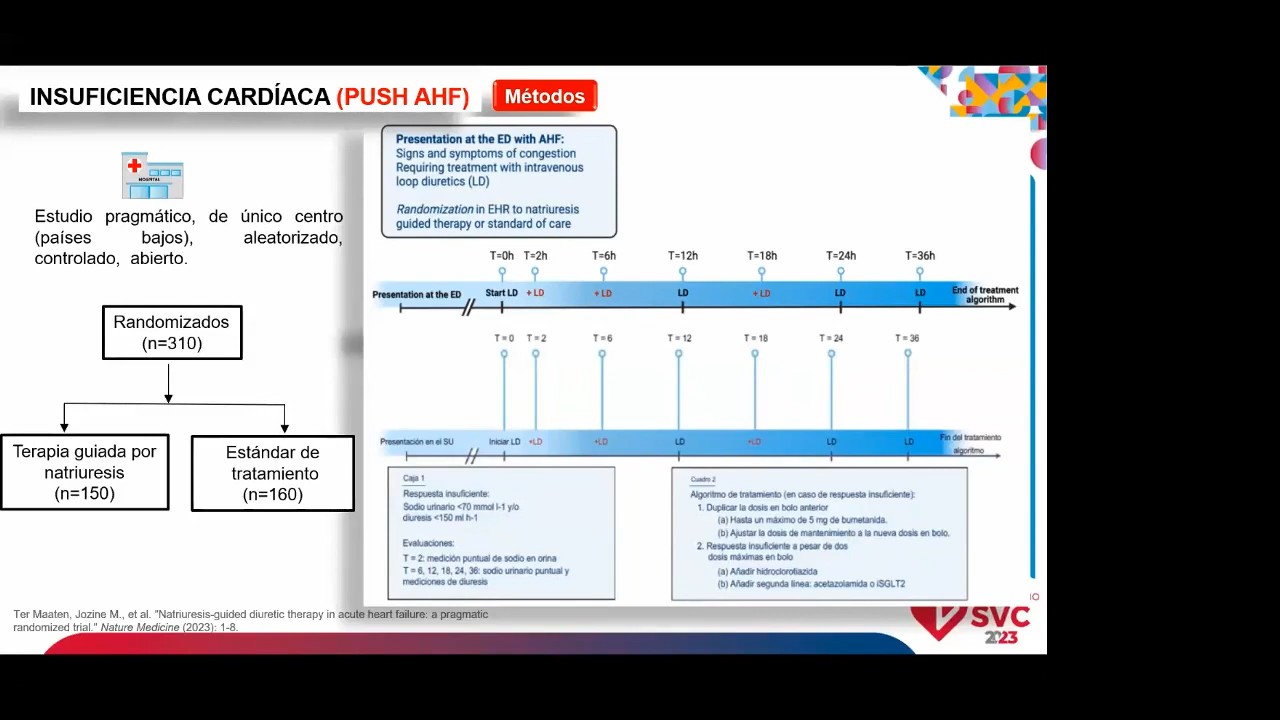 INSUFICIENCIA CARDÍACA (PUSH AHF)
Métodos
HOSPITAL
Estudio pragmático, de único centro
(países bajos), aleatorizado,
controlado, abierto.
Randomizados
(n=310)
Terapia guiada por
natriuresis
(n=150)
Estándar de
tratamiento
(n=160)
Presentation at the ED with AHF:
Signs and symptoms of congestion
Requiring treatment with intravenous
loop diuretics (LD)
Randomization in EHR to natriuresis
guided therapy or standard of care
T=0h T=2h T=6h T=12h T=18h T=24h T=36h
Presentation at the ED Start LD + LD + LD LD + LD LD LD End of treatment
algorithm
T = 0 T = 2 T = 6 T = 12 T = 18 T = 24 T = 36
Presentación en el SU Iniciar LD +LD +LD LD +LD LD LD Fin del tratamiento
algoritmo
Caja 1
Respuesta insuficiente:
Sodio urinario <70 mmol l-1 y/o
diuresis <150 ml h-1
Evaluaciones:
T = 2: medición puntual de sodio en orina
T = 6, 12, 18, 24, 36: sodio urinario puntual y
mediciones de diuresis
Cuadro 2
Algoritmo de tratamiento (en caso de respuesta insuficiente):
1. Duplicar la dosis en bolo anterior
(a) Hasta un máximo de 5 mg de bumetanida.
(b) Ajustar la dosis de mantenimiento a la nueva dosis en bolo.
2. Respuesta insuficiente a pesar de dos
dosis máximas en bolo
(a) Añadir hidroclorotiazida
(b) Añadir segunda línea: acetazolamida o iSGLT2
Ter Maaten, Jozine M., et al. "Natriuresis-guided diuretic therapy in acute heart failure: a pragmatic
randomized trial." Nature Medicine (2023): 1-8.
SVC
2023